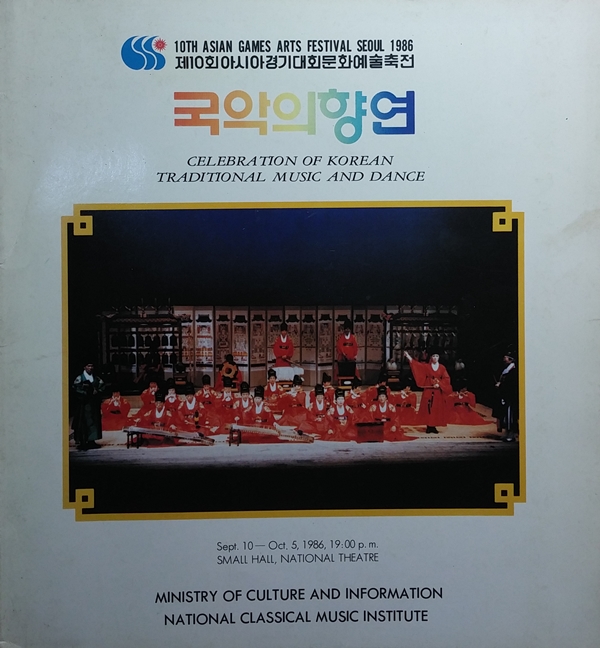 10TH ASIAN GAMES ARTS FESTIVAL SEOUL 1986
제10회아시아경기대회문화예술축전
국악의향연
CELEBRATION OF KOREAN
TRADITIONAL MUSIC AND DANCE
Sept. 10 — Oct. 5, 1986, 19:00 p.m.
SMALL HALL, NATIONAL THEATRE
MINISTRY OF CULTURE AND INFORMATION
NATIONAL CLASSICAL MUSIC INSTITUTE